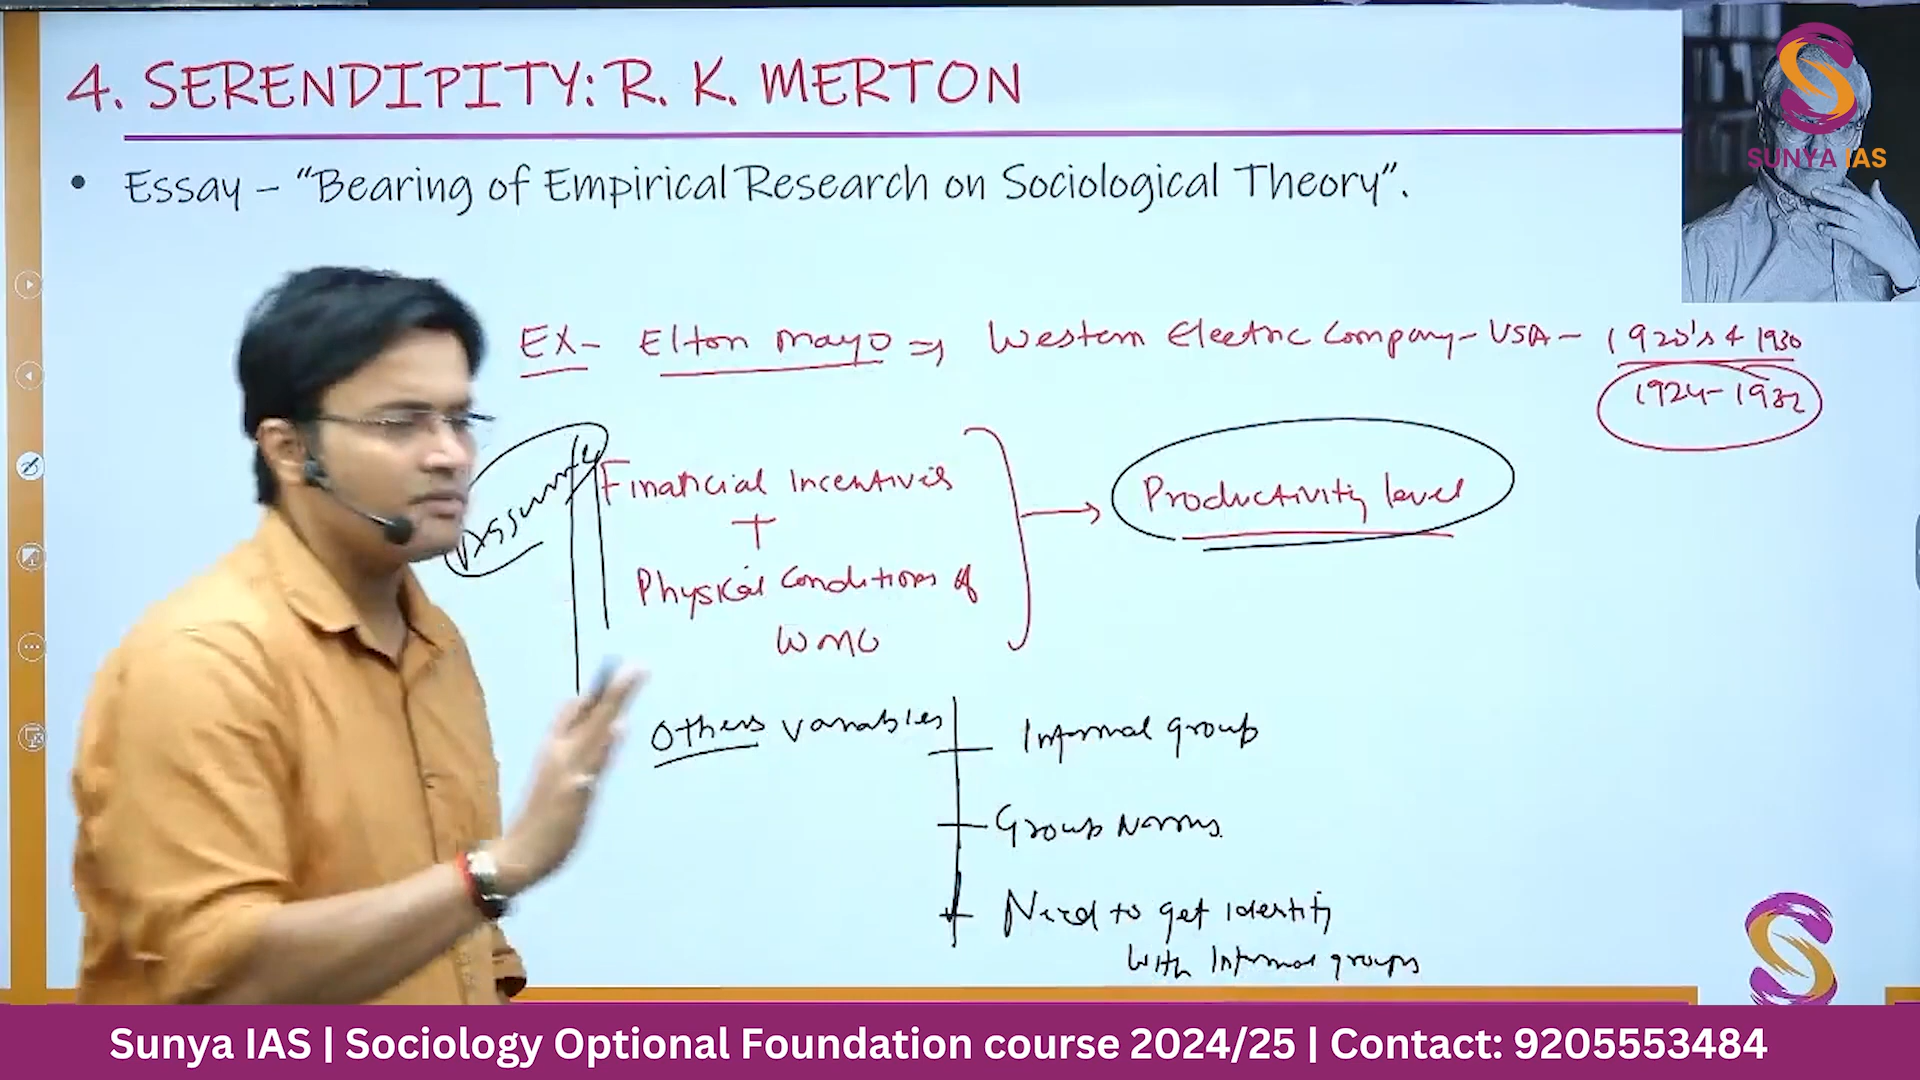 4. SERENDIPITY: R. K. MERTON
SUNYA IAS
• Essay – “Bearing of Empirical Research on Sociological Theory”.
EX- Elton mayo => Western Electric Company - USA - 1920's & 1930
1924-1932
Assume
Financial Incentives
+
Physical Conditions of
WMC
Productivity level
Others variables
Informal group
Group Norms.
Need to get identity
with Informal groups
Sunya IAS | Sociology Optional Foundation course 2024/25 | Contact: 9205553484